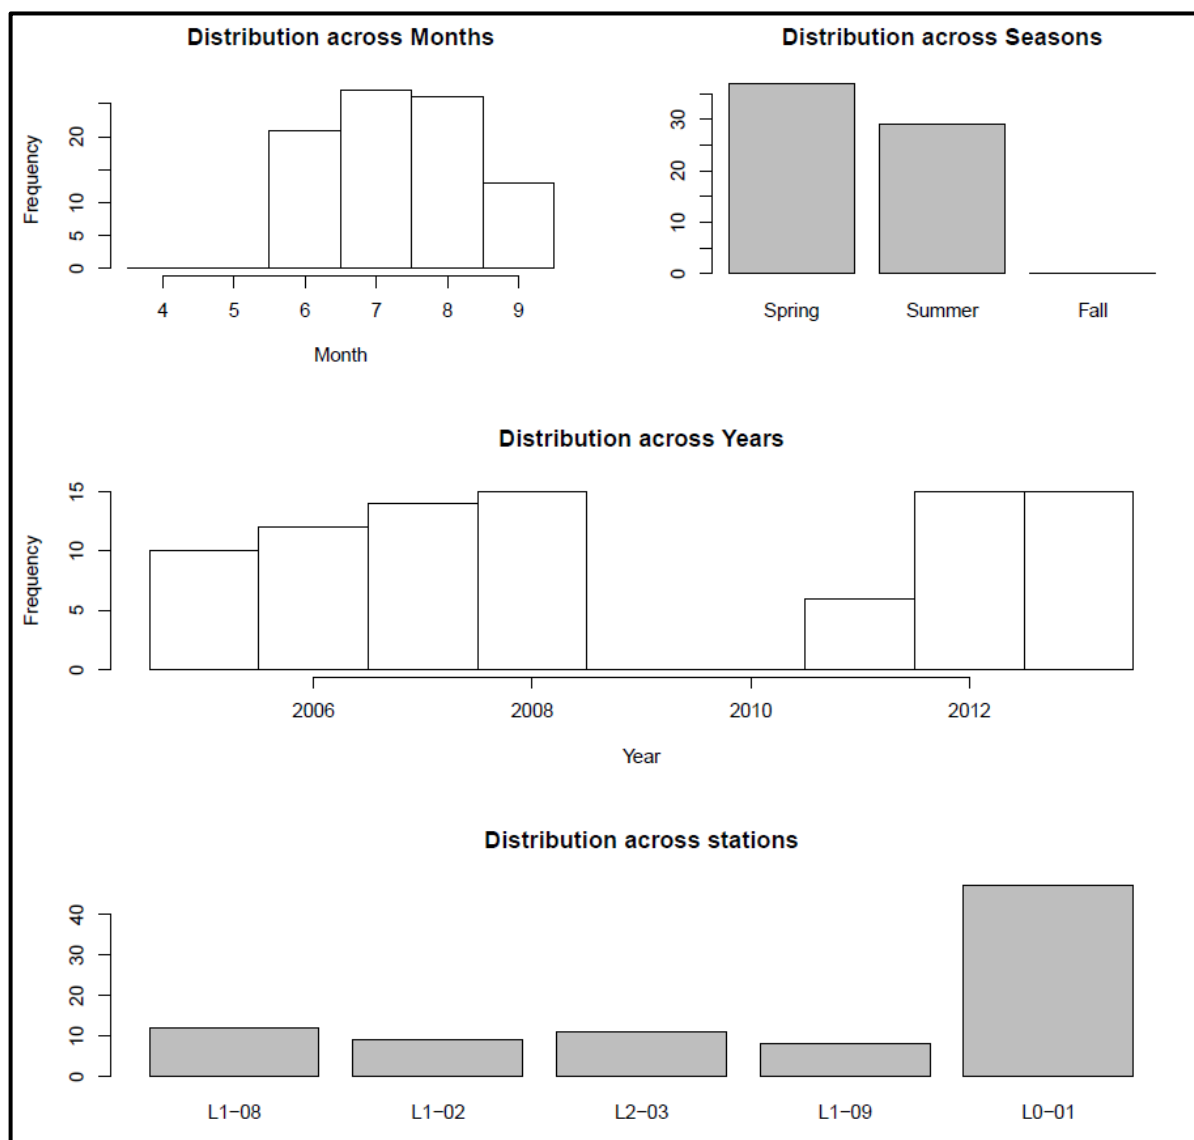 Distribution across Months
Distribution across Seasons
Frequency
0 5 10 20
4 5 6 7 8 9
Month
0 10 20 30
Spring Summer Fall
Distribution across Years
Frequency
0 5 10 15
2006 2008 2010 2012
Year
Distribution across stations
0 10 20 30 40
L1-08 L1-02 L2-03 L1-09 L0-01